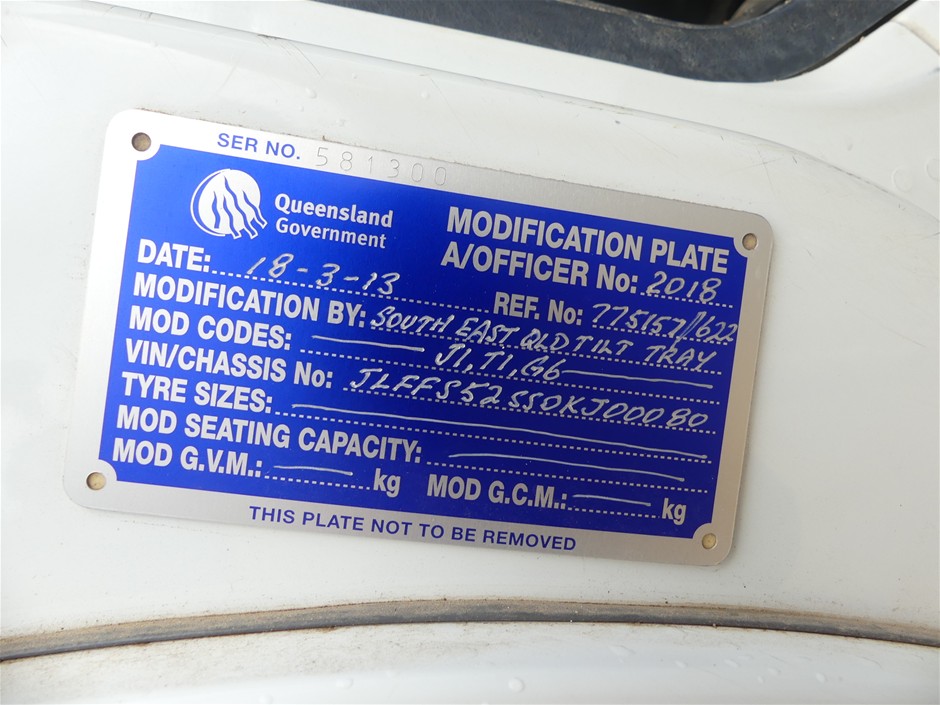 SER NO. 581300
Queensland
Government
MODIFICATION PLATE
DATE: 18-3-13 A/OFFICER No: 2018
REF. No: 775157//622
MODIFICATION BY: SOUTH EAST QLD TILT TRAY
MOD CODES: J1, T1, G6
VIN/CHASSIS No: JLFFS52SS0KJ00080
TYRE SIZES:
MOD SEATING CAPACITY:
MOD G.V.M.: kg MOD G.C.M.: kg
THIS PLATE NOT TO BE REMOVED